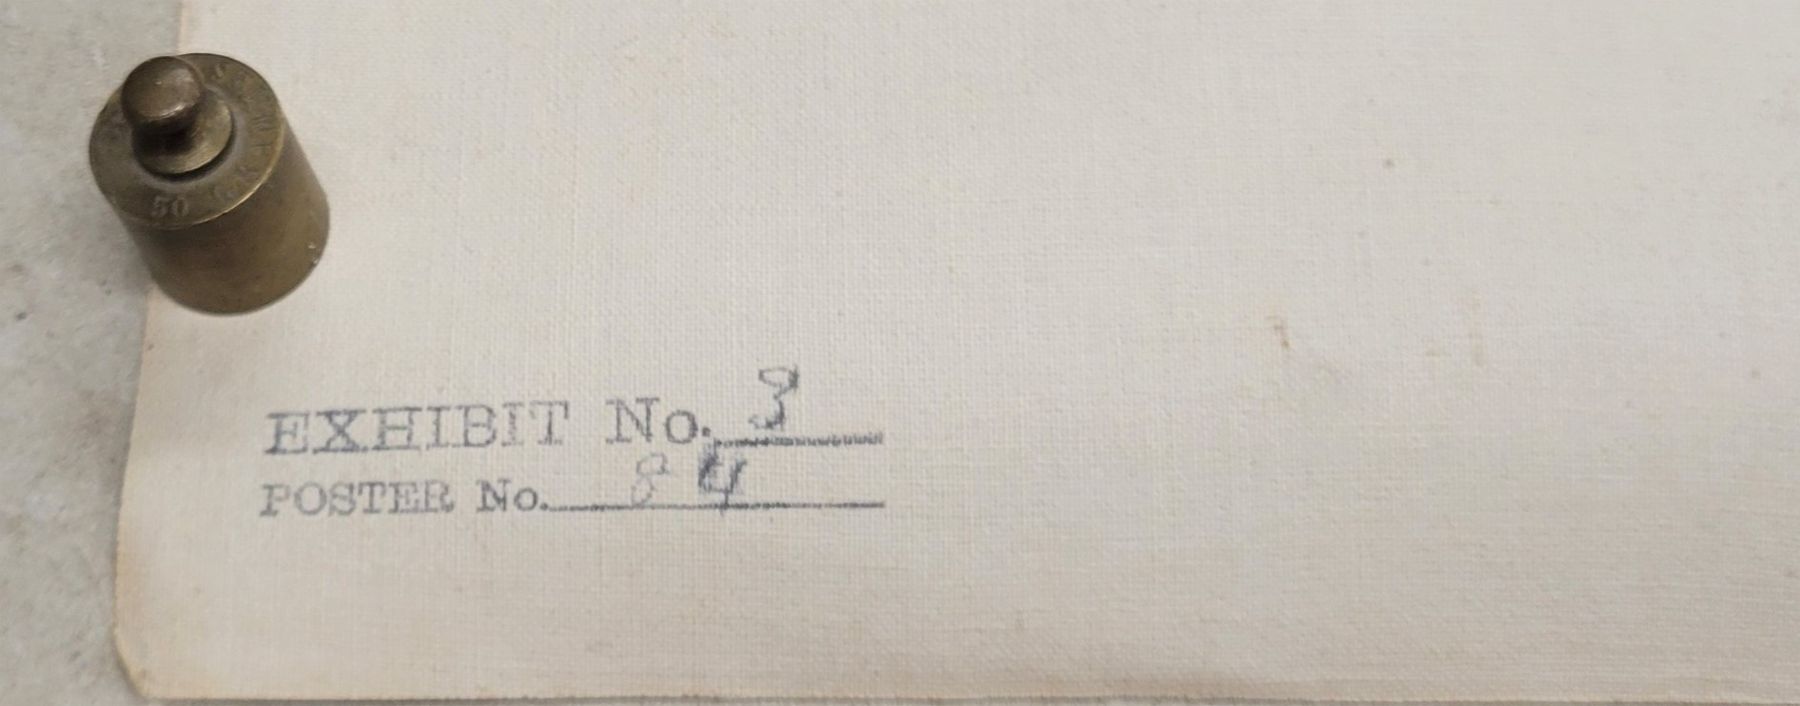 50
EXHIBIT No. 3
POSTER No. 84